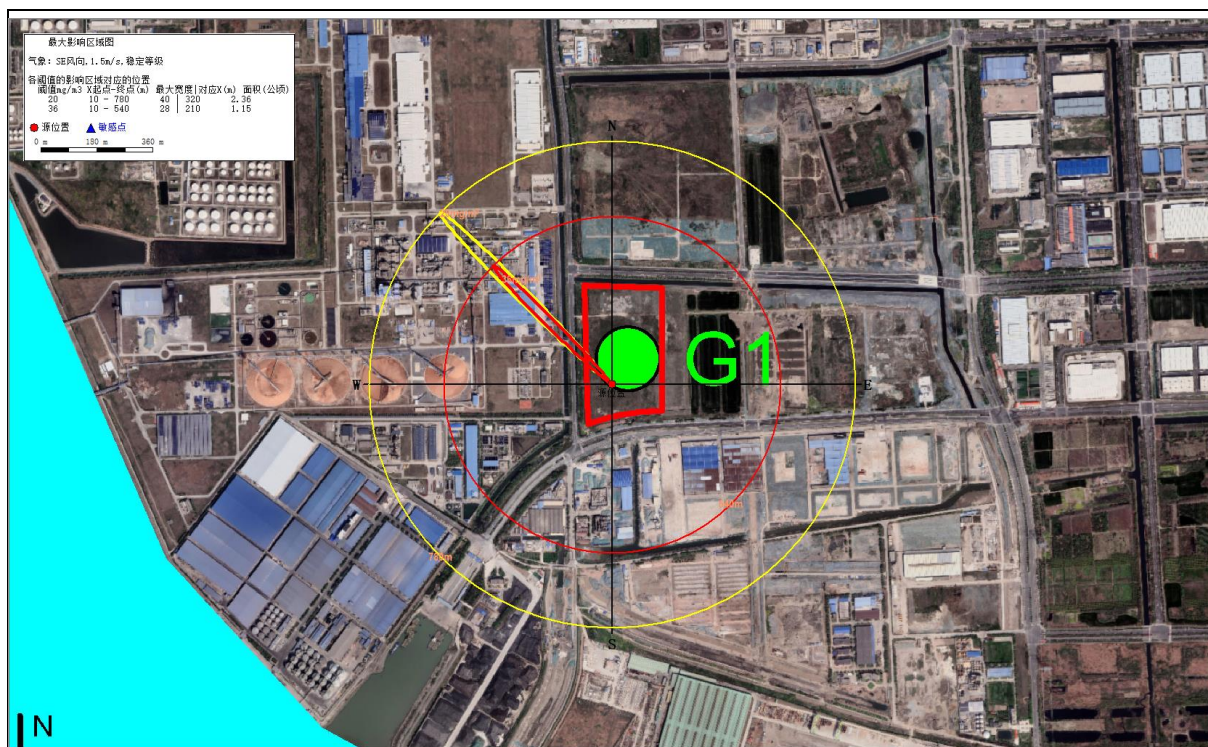 最大影响区域图
气象: SE风向,1.5m/s,稳定等级
各阈值的影响区域对应的位置
阈值mg/m3 X起点-终点(m) 最大宽度|对应X(m) 面积(公顷)
20 10 - 780 40 | 320 2.36
36 10 - 540 28 | 210 1.15
源位置 敏感点
0 m 180 m 360 m
N
G1
W
E
源位置
780m
S
N